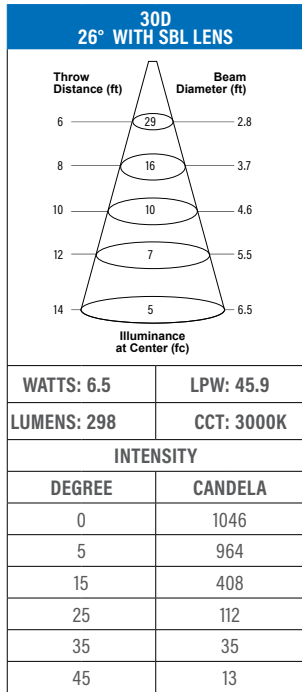 30D
26° WITH SBL LENS
Throw
Distance (ft)
Beam
Diameter (ft)
6 29 2.8
8 16 3.7
10 10 4.6
12 7 5.5
14 5 6.5
Illuminance
at Center (fc)
WATTS: 6.5 LPW: 45.9
LUMENS: 298 CCT: 3000K
INTENSITY
DEGREE CANDELA
0 1046
5 964
15 408
25 112
35 35
45 13